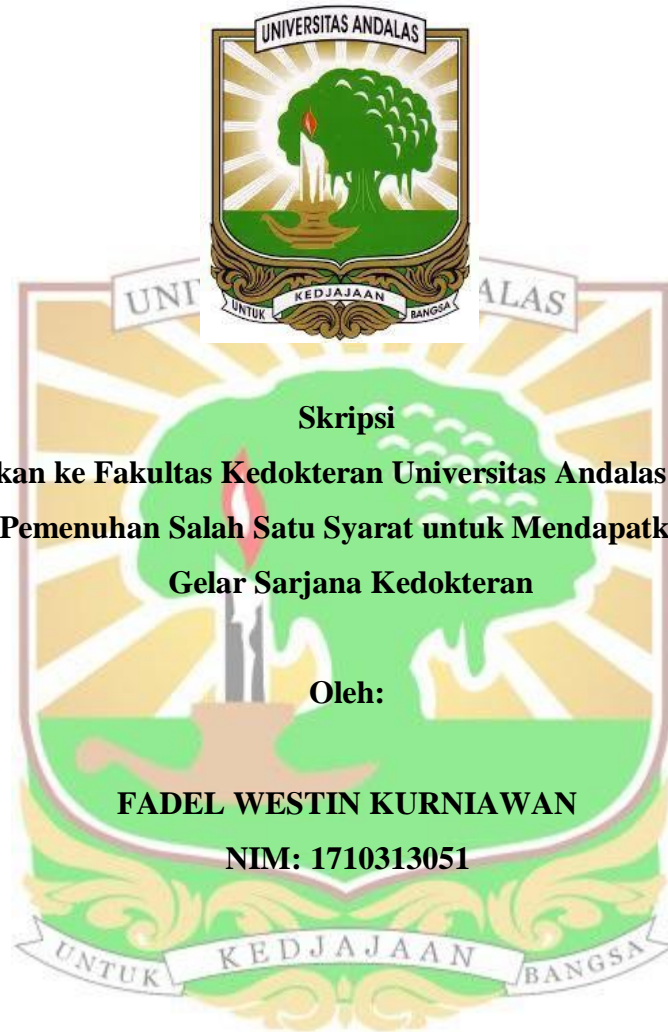 UNIVERSITAS ANDALAS
UNTUK KEDJAJAAN BANGSA
UNI ALAS
Skripsi
kan ke Fakultas Kedokteran Universitas Andalas
Pemenuhan Salah Satu Syarat untuk Mendapatk
Gelar Sarjana Kedokteran
Oleh:
FADEL WESTIN KURNIAWAN
NIM: 1710313051
UNTUK KEDJAJAAN BANGSA